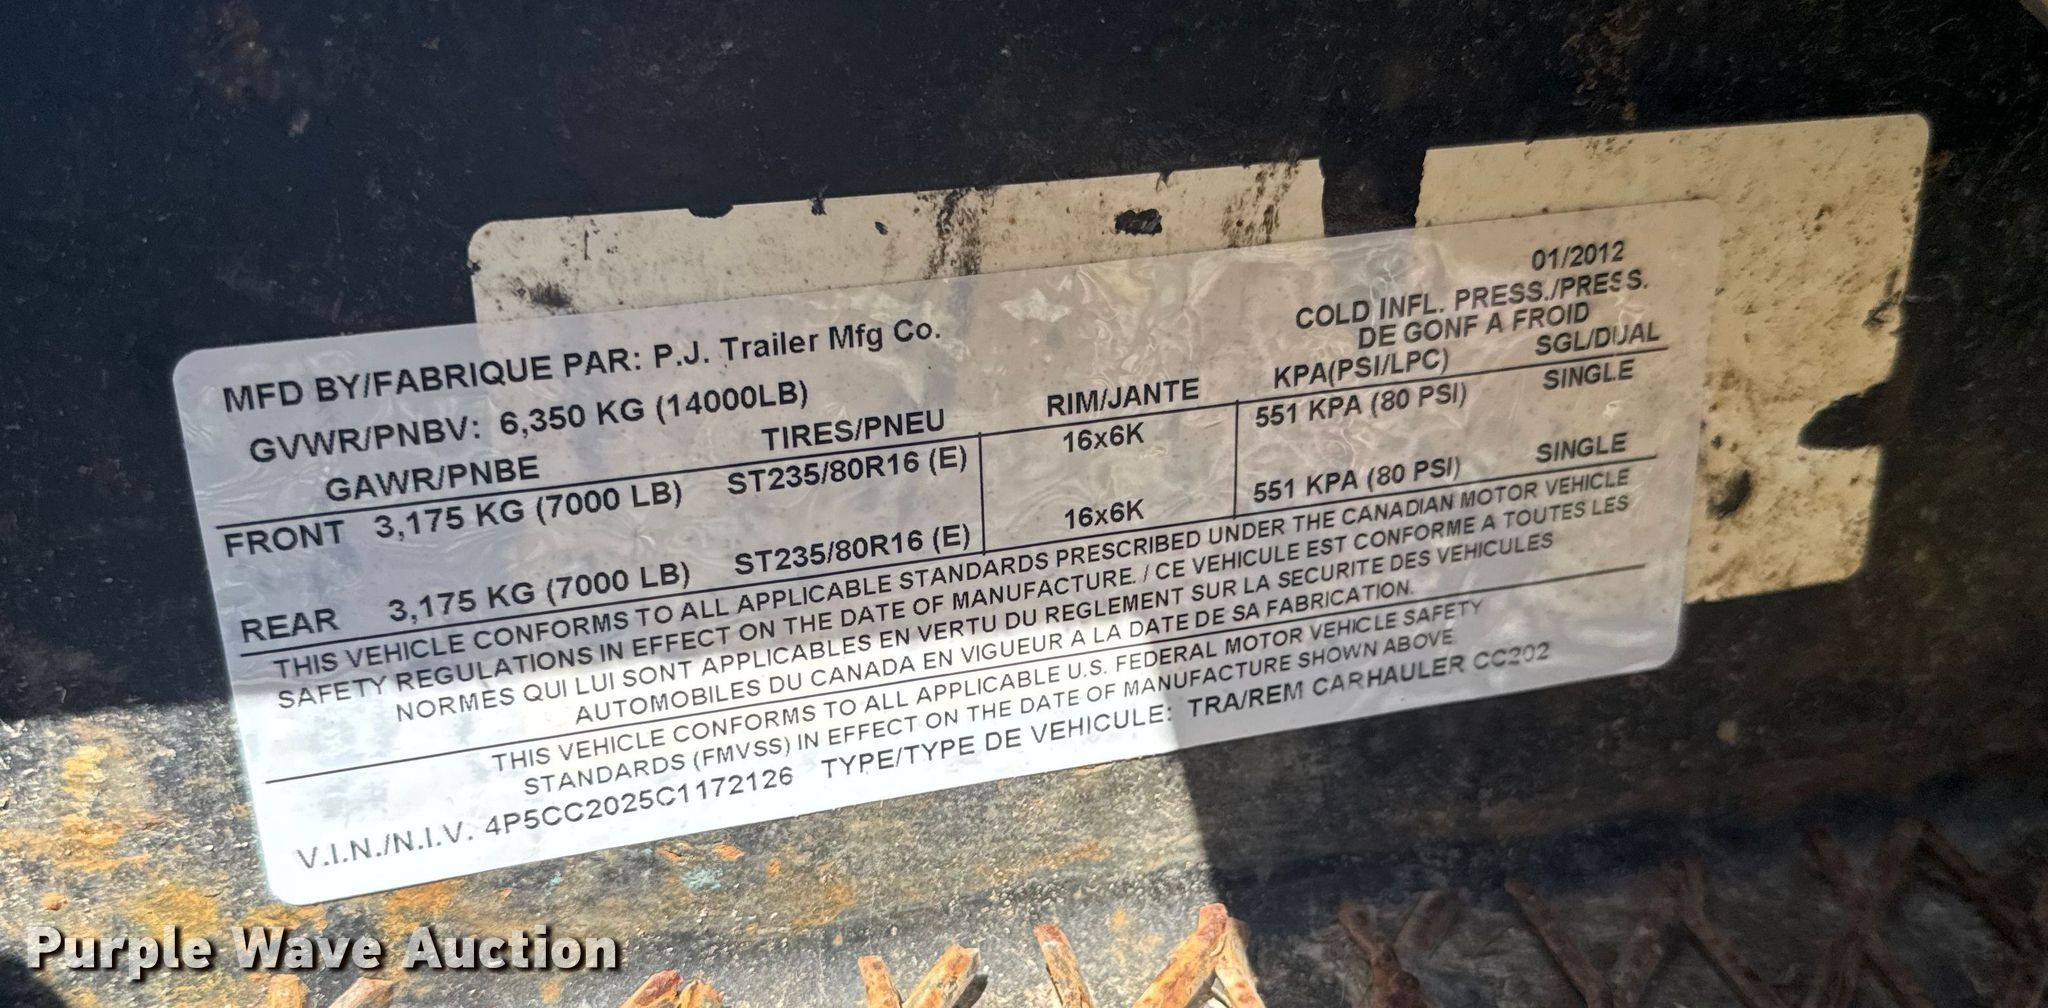 01/2012
MFD BY/FABRIQUE PAR: P.J. Trailer Mfg Co.
COLD INFL. PRESS./PRESS.
DE GONF A FROID
GVWR/PNBV: 6,350 KG (14000LB)
GAWR/PNBE TIRES/PNEU RIM/JANTE KPA(PSI/LPC) SGL/DUAL
FRONT 3,175 KG (7000 LB) ST235/80R16 (E) 16x6K 551 KPA (80 PSI) SINGLE
REAR 3,175 KG (7000 LB) ST235/80R16 (E) 16x6K 551 KPA (80 PSI) SINGLE
THIS VEHICLE CONFORMS TO ALL APPLICABLE STANDARDS PRESCRIBED UNDER THE CANADIAN MOTOR VEHICLE
SAFETY REGULATIONS IN EFFECT ON THE DATE OF MANUFACTURE. / CE VEHICULE EST CONFORME A TOUTES LES
NORMES QUI LUI SONT APPLICABLES EN VERTU DU REGLEMENT SUR LA SECURITE DES VEHICULES
AUTOMOBILES DU CANADA EN VIGUEUR A LA DATE DE SA FABRICATION.
THIS VEHICLE CONFORMS TO ALL APPLICABLE U.S. FEDERAL MOTOR VEHICLE SAFETY
STANDARDS (FMVSS) IN EFFECT ON THE DATE OF MANUFACTURE SHOWN ABOVE
V.I.N./N.I.V. 4P5CC2025C1172126 TYPE/TYPE DE VEHICULE: TRA/REM CARHAULER CC202
Purple Wave Auction